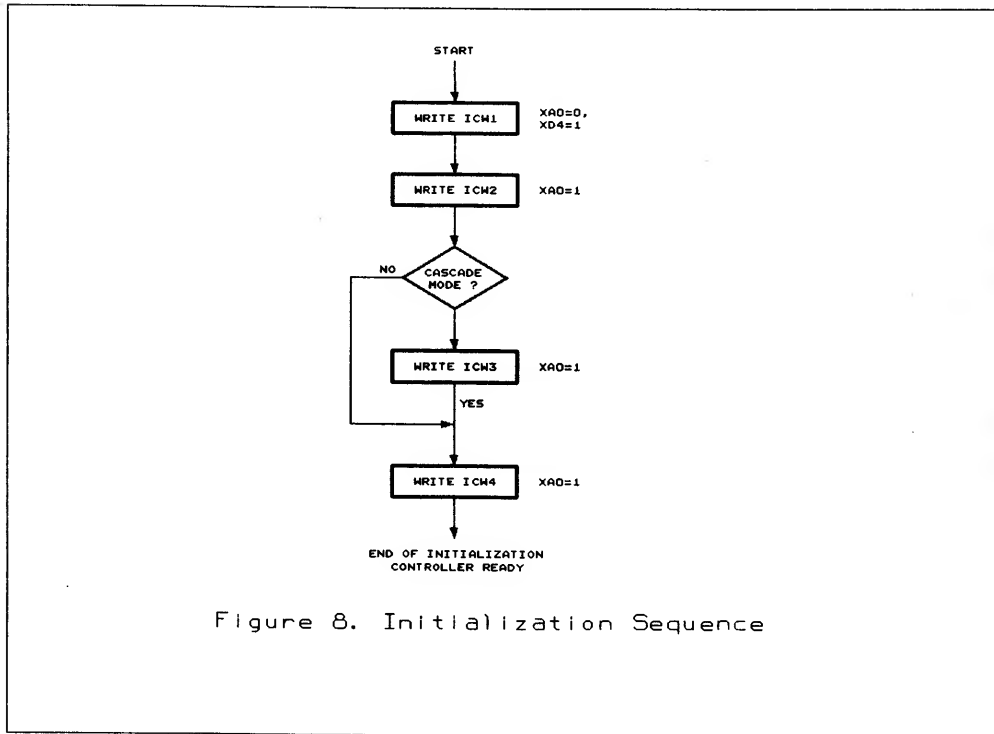 START
WRITE ICW1
XA0=0,
XD4=1
WRITE ICW2
XA0=1
NO
CASCADE
MODE ?
WRITE ICW3
XA0=1
YES
WRITE ICW4
XA0=1
END OF INITIALIZATION
CONTROLLER READY
Figure 8. Initialization Sequence